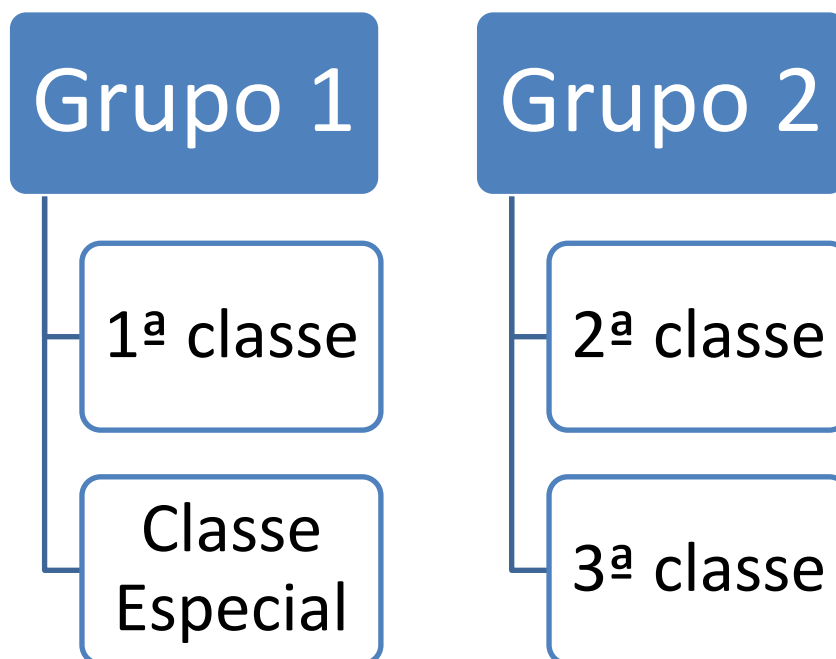 Grupo 1
1ª classe
Classe
Especial
Grupo 2
2ª classe
3ª classe